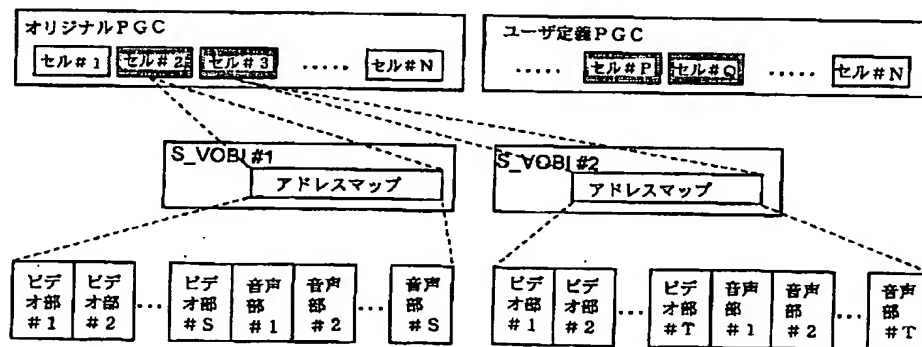 オリジナルPGC
セル#1 セル#2 セル#3 ..... セル#N
ユーザ定義PGC
..... セル#P セル#Q ..... セル#N
S_VOBI#1
アドレスマップ
S_VOBI#2
アドレスマップ
ビデオ部#1 ビデオ部#2 ... ビデオ部#S 音声部#1 音声部#2 ... 音声部#S
ビデオ部#1 ビデオ部#2 ... ビデオ部#T 音声部#1 音声部#2 ... 音声部#T